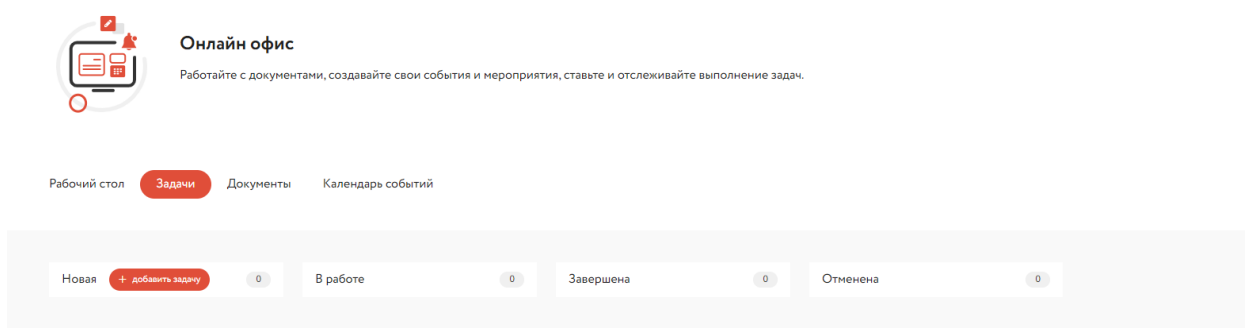 Онлайн офис
Работайте с документами, создавайте свои события и мероприятия, ставьте и отслеживайте выполнение задач.
Рабочий стол Задачи Документы Календарь событий
Новая + добавить задачу 0 В работе 0 Завершена 0 Отменена 0